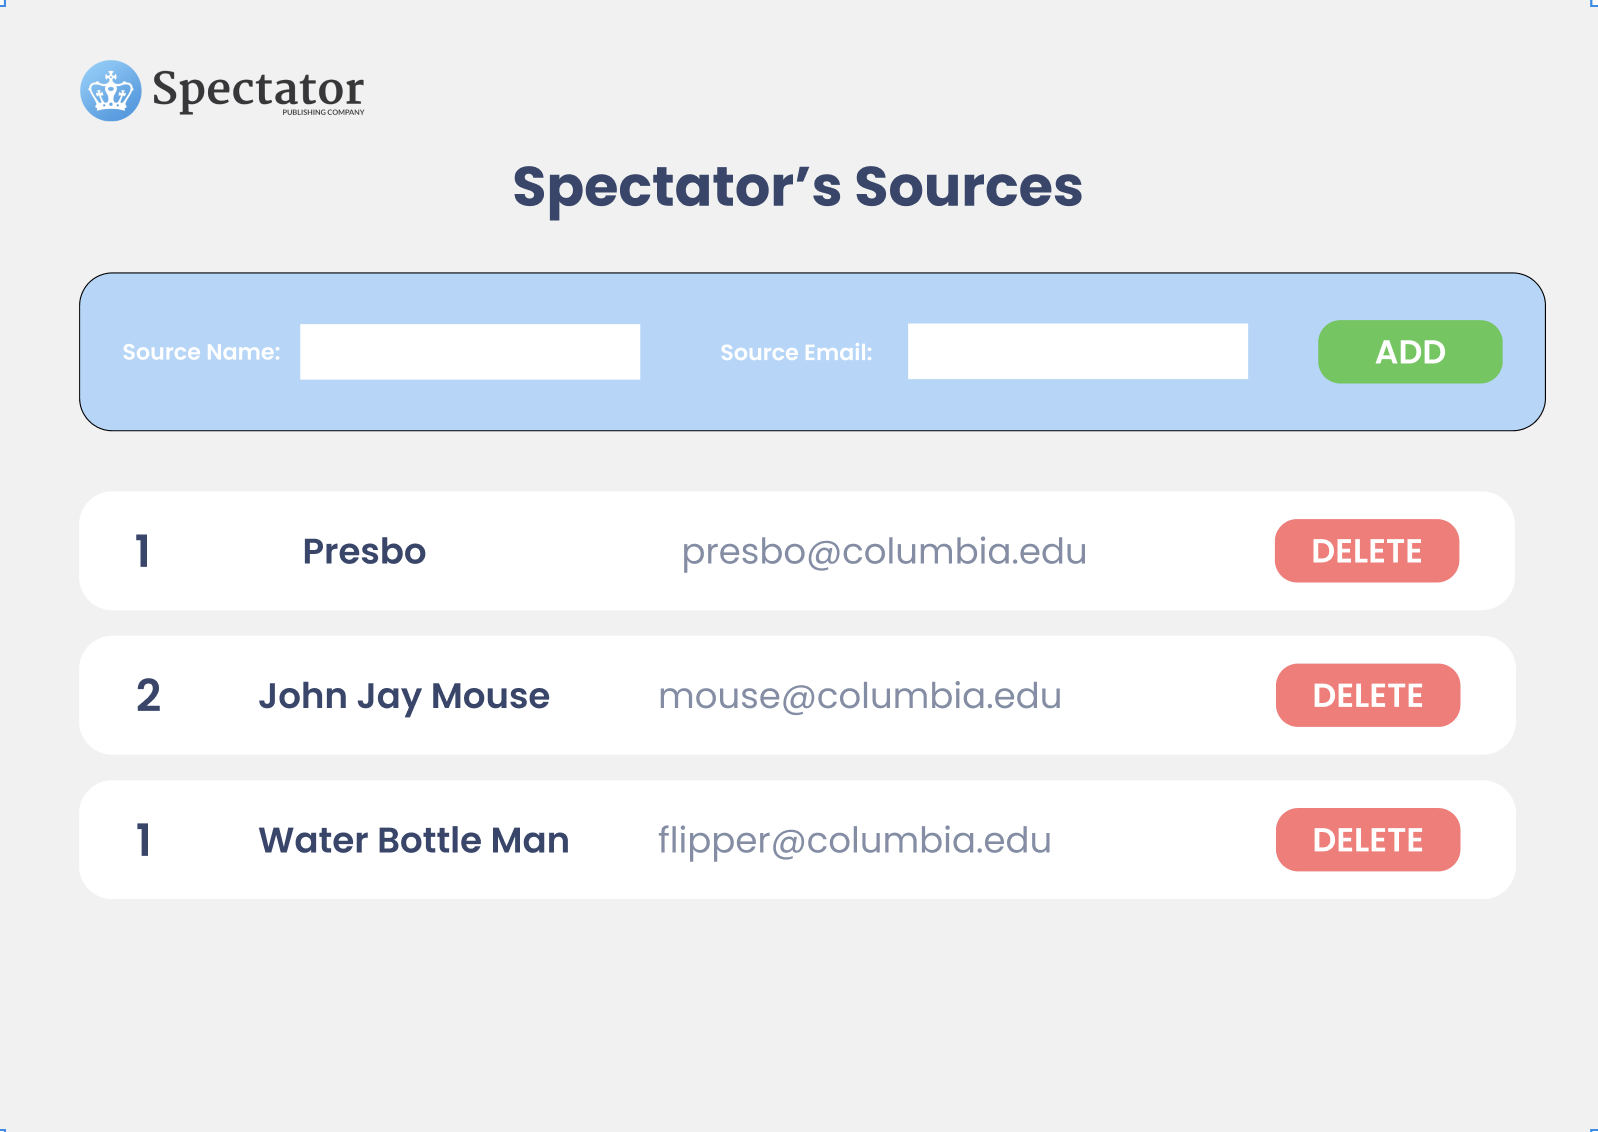 Spectator
PUBLISHING COMPANY
Spectator’s Sources
Source Name: Source Email: ADD
1 Presbo presbo@columbia.edu DELETE
2 John Jay Mouse mouse@columbia.edu DELETE
1 Water Bottle Man flipper@columbia.edu DELETE